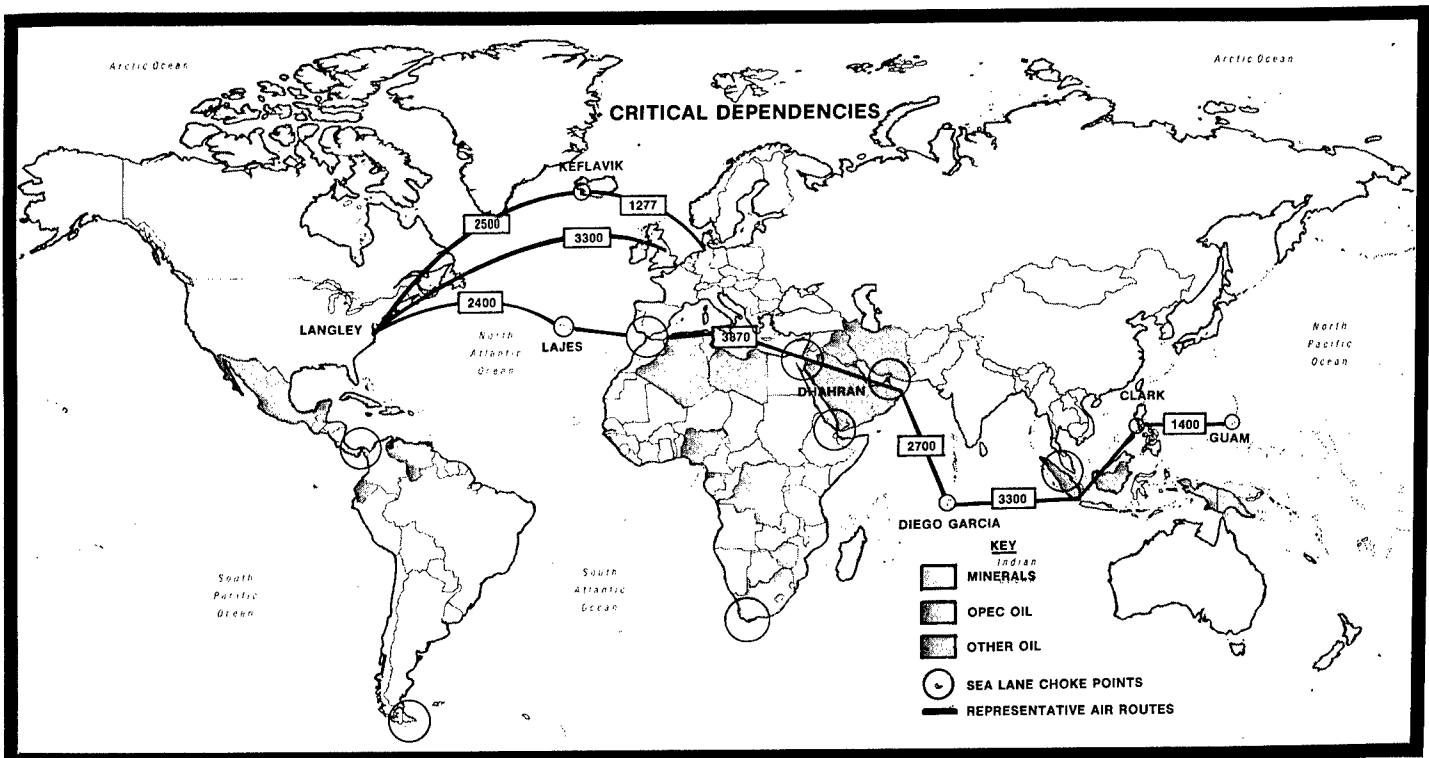 Arctic Ocean
Arctic Ocean
CRITICAL DEPENDENCIES
KEFLAVIK
1277
2500
3300
2400
LANGLEY
North
Atlantic
Ocean
LAJES
3870
North
Pacific
Ocean
DHAHRAN
CLARK
1400
GUAM
2700
3300
DIEGO GARCIA
KEY
Indian
MINERALS
OPEC OIL
OTHER OIL
SEA LANE CHOKE POINTS
REPRESENTATIVE AIR ROUTES
South
Pacific
Ocean
South
Atlantic
Ocean